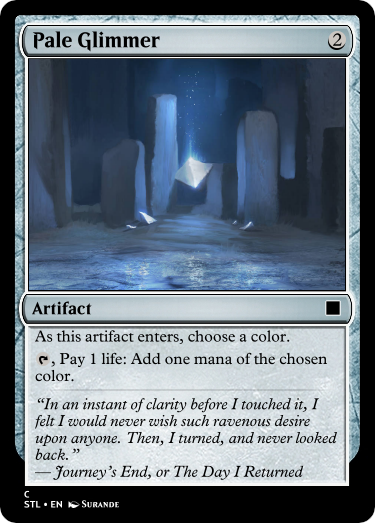 Pale Glimmer 2
Artifact
As this artifact enters, choose a color.
, Pay 1 life: Add one mana of the chosen
color.
“In an instant of clarity before I touched it, I
felt I would never wish such ravenous desire
upon anyone. Then, I turned, and never looked
back.”
— Journey’s End, or The Day I Returned
C
STL • EN Surande